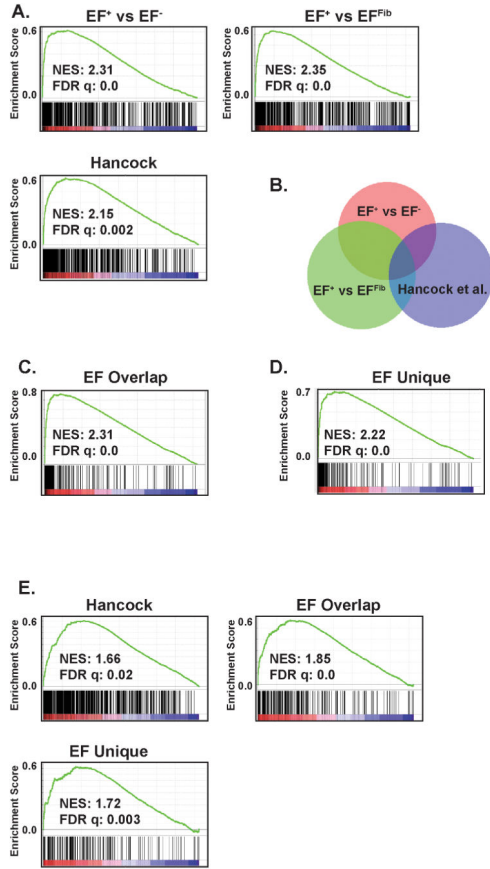 A.
EF⁺ vs EF⁻
Enrichment Score
0.6
0.0
NES: 2.31
FDR q: 0.0
EF⁺ vs EFᶠⁱᵇ
Enrichment Score
0.6
0.0
NES: 2.35
FDR q: 0.0
Hancock
Enrichment Score
0.6
0.0
NES: 2.15
FDR q: 0.002
B.
EF⁺ vs EF⁻
EF⁺ vs EFᶠⁱᵇ
Hancock et al.
C.
EF Overlap
Enrichment Score
0.8
0.0
NES: 2.31
FDR q: 0.0
D.
EF Unique
Enrichment Score
0.7
0.0
NES: 2.22
FDR q: 0.0
E.
Hancock
Enrichment Score
0.6
0.0
NES: 1.66
FDR q: 0.02
EF Overlap
Enrichment Score
0.6
0.0
NES: 1.85
FDR q: 0.0
EF Unique
Enrichment Score
0.6
0.0
NES: 1.72
FDR q: 0.003